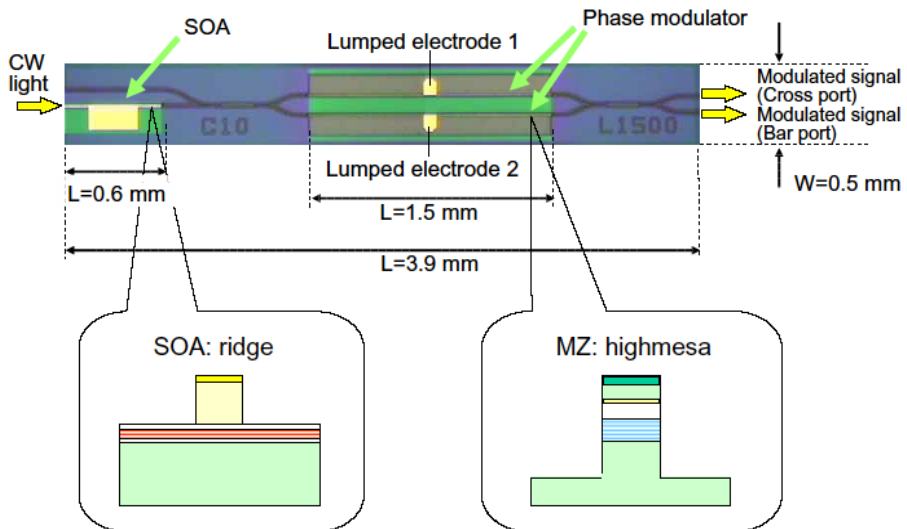 SOA
Phase modulator
Lumped electrode 1
CW
light
Modulated signal
(Cross port)
Modulated signal
(Bar port)
C10
L1500
Lumped electrode 2
L=0.6 mm
L=1.5 mm
W=0.5 mm
L=3.9 mm
SOA: ridge
MZ: highmesa